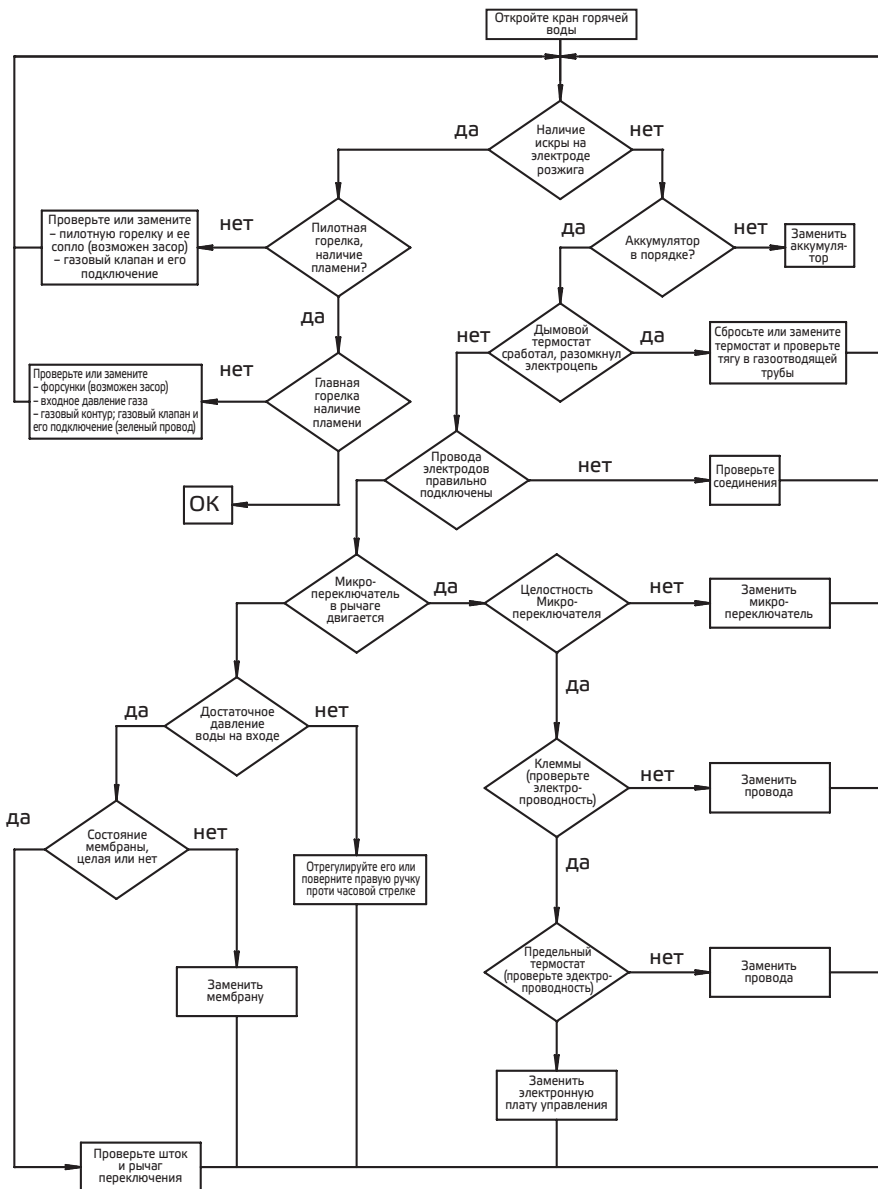 Откройте кран горячей
воды
да
Наличие
искры на
электроде
розжига
нет
Проверьте или замените
– пилотную горелку и ее
сопло (возможен засор)
– газовый клапан и его
подключение
нет
Пилотная
горелка,
наличие
пламени?
да
Аккумулятор
в порядке?
нет
Заменить
аккумуля-
тор
да
нет
Дымовой
термостат
сработал, разомкнул
электроцепь
да
Сбросьте или замените
термостат и проверьте
тягу в газоотводящей
трубы
Проверьте или замените
– форсунки (возможен засор)
– входное давление газа
– газовый контур; газовый клапан и
его подключение (зеленый провод)
нет
Главная
горелка
наличие
пламени
OK
Провода
электродов
правильно
подключены
нет
Проверьте
соединения
Микро-
переключатель
в рычаге
двигается
да
Целостность
Микро-
переключателя
нет
Заменить
микро-
переключатель
да
да
Достаточное
давление
воды на входе
нет
Клеммы
(проверьте
электро-
проводность)
нет
Заменить
провода
да
Состояние
мембраны,
целая или нет
нет
Отрегулируйте его или
поверните правую ручку
проти часовой стрелке
да
Заменить
мембрану
Предельный
термостат
(проверьте эдектро-
проводность)
нет
Заменить
провода
Заменить
электронную
плату управления
Проверьте шток
и рычаг
переключения